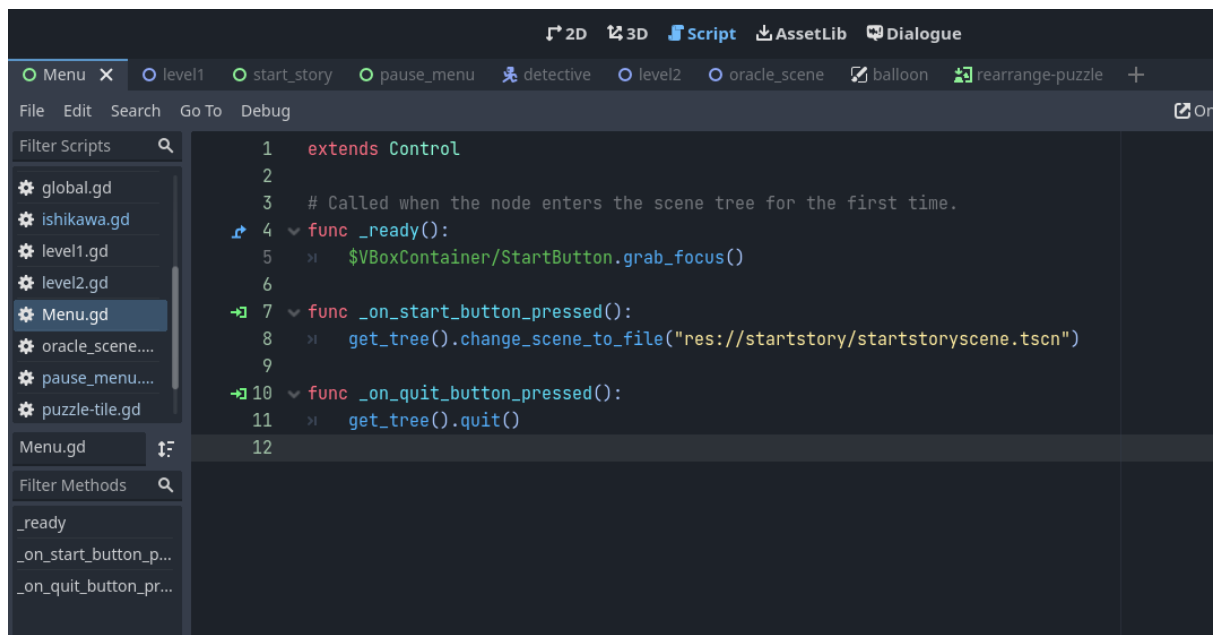 2D 3D Script AssetLib Dialogue
Menu level1 start_story pause_menu detective level2 oracle_scene balloon rearrange-puzzle
File Edit Search Go To Debug
Filter Scripts
global.gd
ishikawa.gd
level1.gd
level2.gd
Menu.gd
oracle_scene....
pause_menu....
puzzle-tile.gd
Menu.gd
Filter Methods
_ready
_on_start_button_p...
_on_quit_button_pr...
1 extends Control
2
3 # Called when the node enters the scene tree for the first time.
4 func _ready():
5 $VBoxContainer/StartButton.grab_focus()
6
7 func _on_start_button_pressed():
8 get_tree().change_scene_to_file("res://startstory/startstoryscene.tscn")
9
10 func _on_quit_button_pressed():
11 get_tree().quit()
12